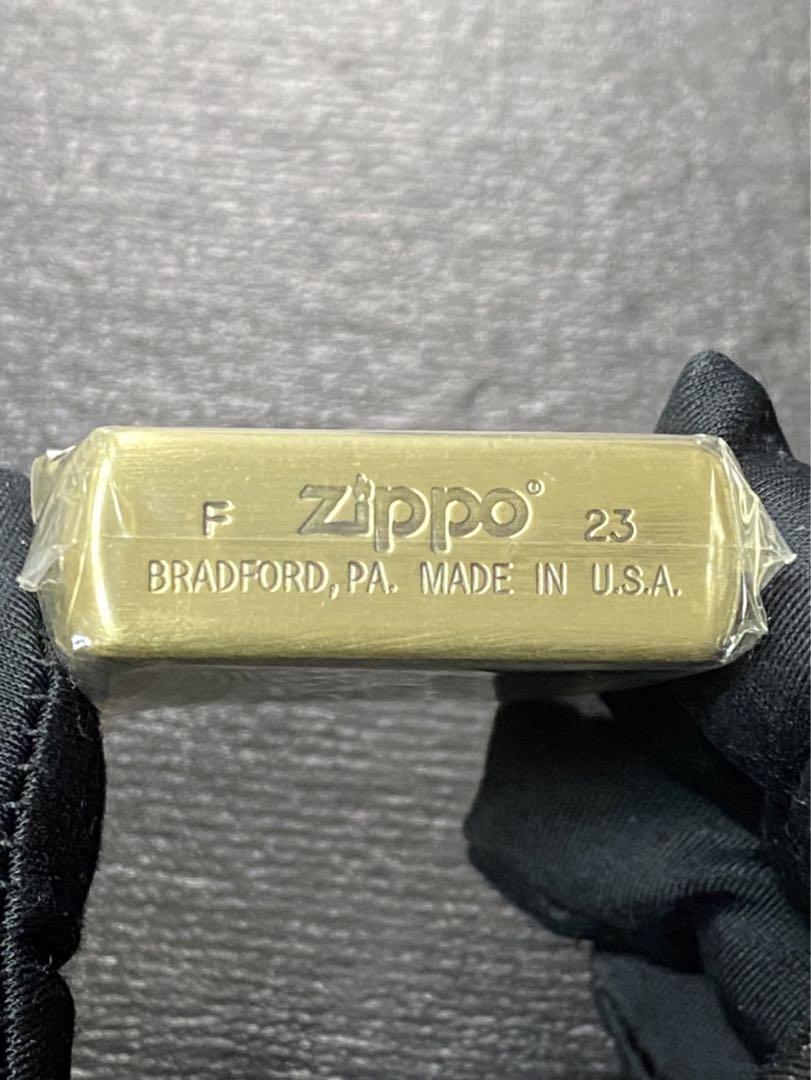 F Zippo® 23
BRADFORD, PA. MADE IN U.S.A.